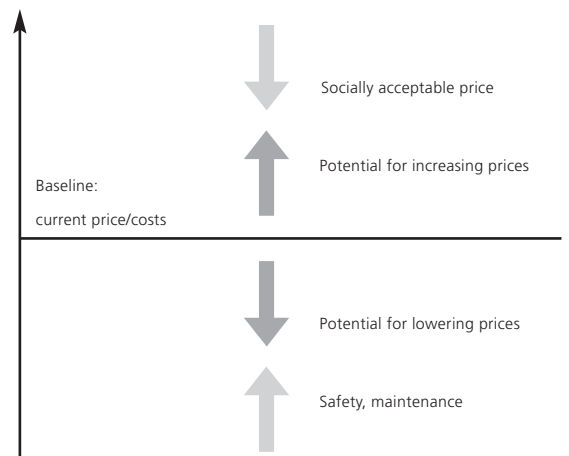 Socially acceptable price
Potential for increasing prices
Baseline:
current price/costs
Potential for lowering prices
Safety, maintenance